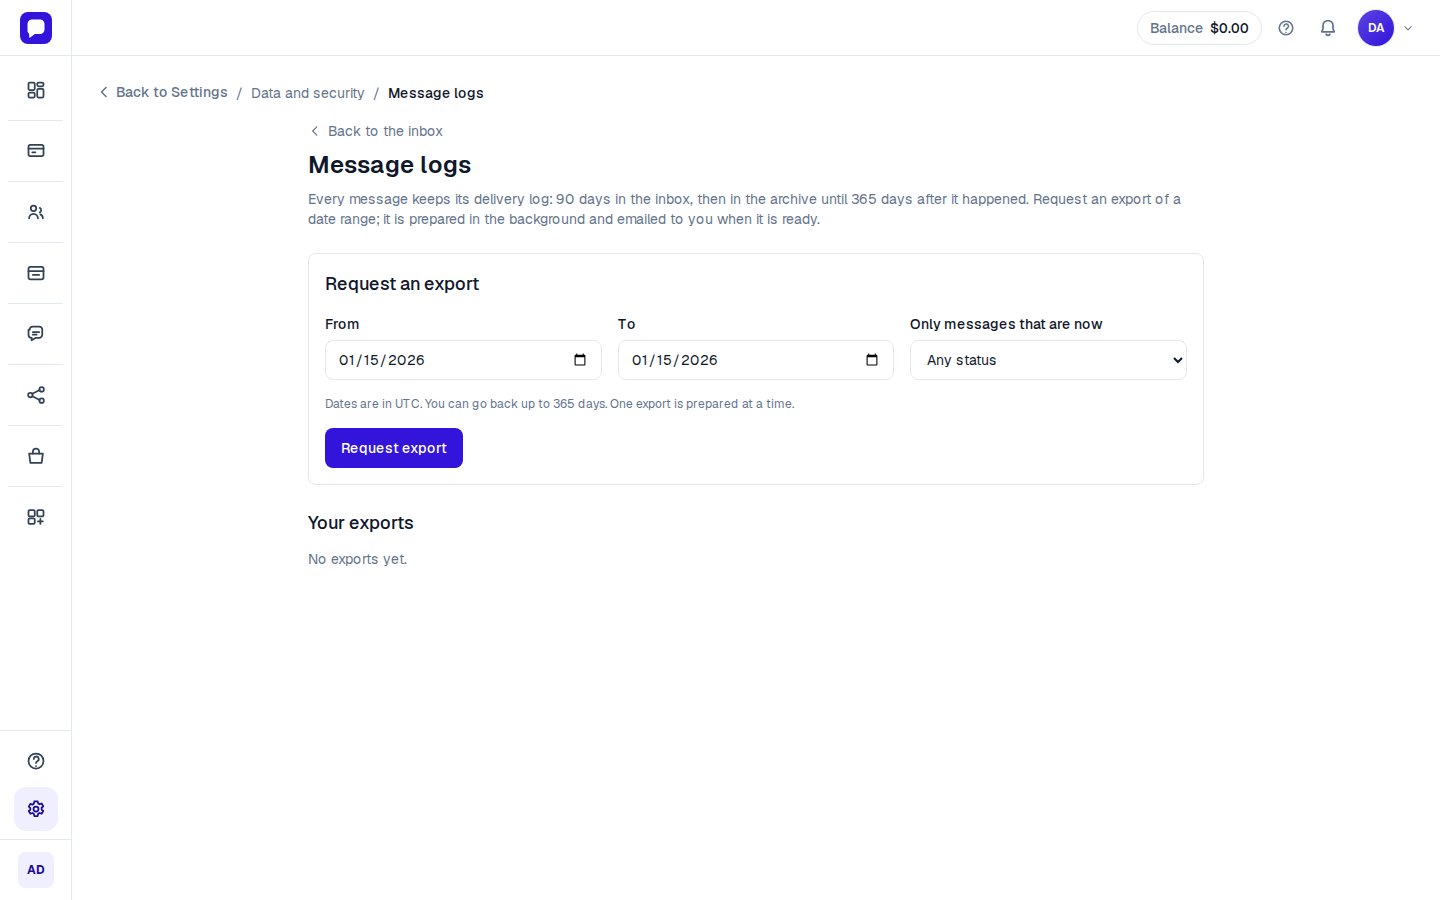 Balance $0.00
DA
Back to Settings / Data and security / Message logs
Back to the inbox
Message logs
Every message keeps its delivery log: 90 days in the inbox, then in the archive until 365 days after it happened. Request an export of a
date range; it is prepared in the background and emailed to you when it is ready.
Request an export
From
To
Only messages that are now
01/15/2026
01/15/2026
Any status
Dates are in UTC. You can go back up to 365 days. One export is prepared at a time.
Request export
Your exports
No exports yet.
AD